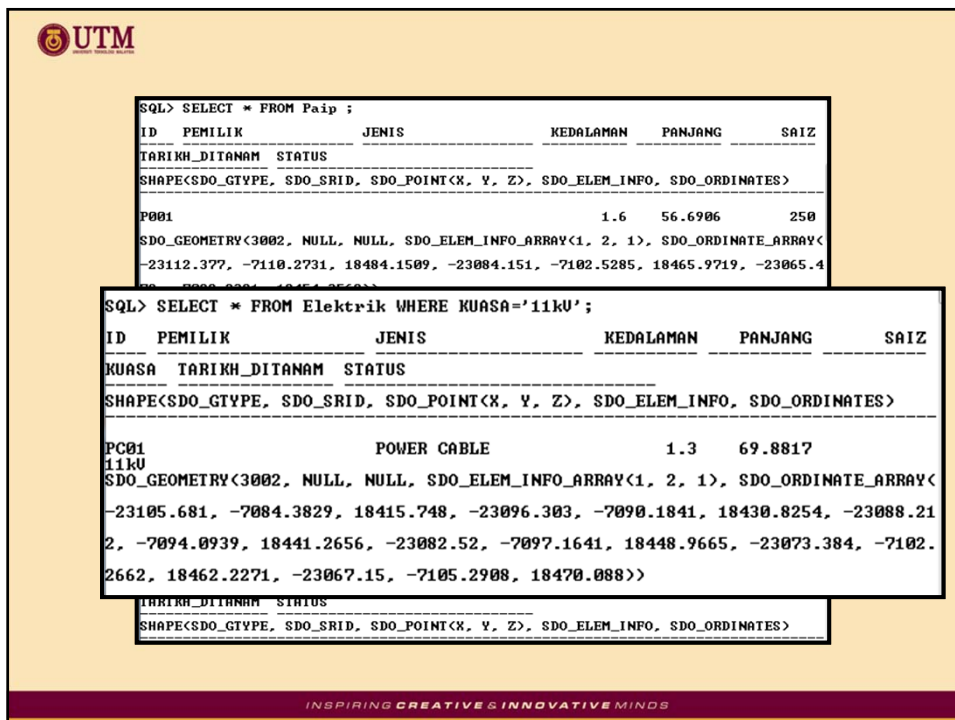 UTM
UNIVERSITI TEKNOLOGI MALAYSIA
SQL> SELECT * FROM Paip ;
ID PEMILIK JENIS KEDALAMAN PANJANG SAIZ
TARIKH_DITANAM STATUS
SHAPE(SDO_GTYPE, SDO_SRID, SDO_POINT(X, Y, Z), SDO_ELEM_INFO, SDO_ORDINATES)
P001 1.6 56.6906 250
SDO_GEOMETRY(3002, NULL, NULL, SDO_ELEM_INFO_ARRAY(1, 2, 1), SDO_ORDINATE_ARRAY(
-23112.377, -7110.2731, 18484.1509, -23084.151, -7102.5285, 18465.9719, -23065.4
SQL> SELECT * FROM Elektrik WHERE KUASA='11kV';
ID PEMILIK JENIS KEDALAMAN PANJANG SAIZ
KUASA TARIKH_DITANAM STATUS
SHAPE(SDO_GTYPE, SDO_SRID, SDO_POINT(X, Y, Z), SDO_ELEM_INFO, SDO_ORDINATES)
PC01 POWER CABLE 1.3 69.8817
11kV
SDO_GEOMETRY(3002, NULL, NULL, SDO_ELEM_INFO_ARRAY(1, 2, 1), SDO_ORDINATE_ARRAY(
-23105.681, -7084.3829, 18415.748, -23096.303, -7090.1841, 18430.8254, -23088.21
2, -7094.0939, 18441.2656, -23082.52, -7097.1641, 18448.9665, -23073.384, -7102.
2662, 18462.2271, -23067.15, -7105.2908, 18470.088))
TARIKH_DITANAM STATUS
SHAPE(SDO_GTYPE, SDO_SRID, SDO_POINT(X, Y, Z), SDO_ELEM_INFO, SDO_ORDINATES)
INSPIRING CREATIVE & INNOVATIVE MINDS